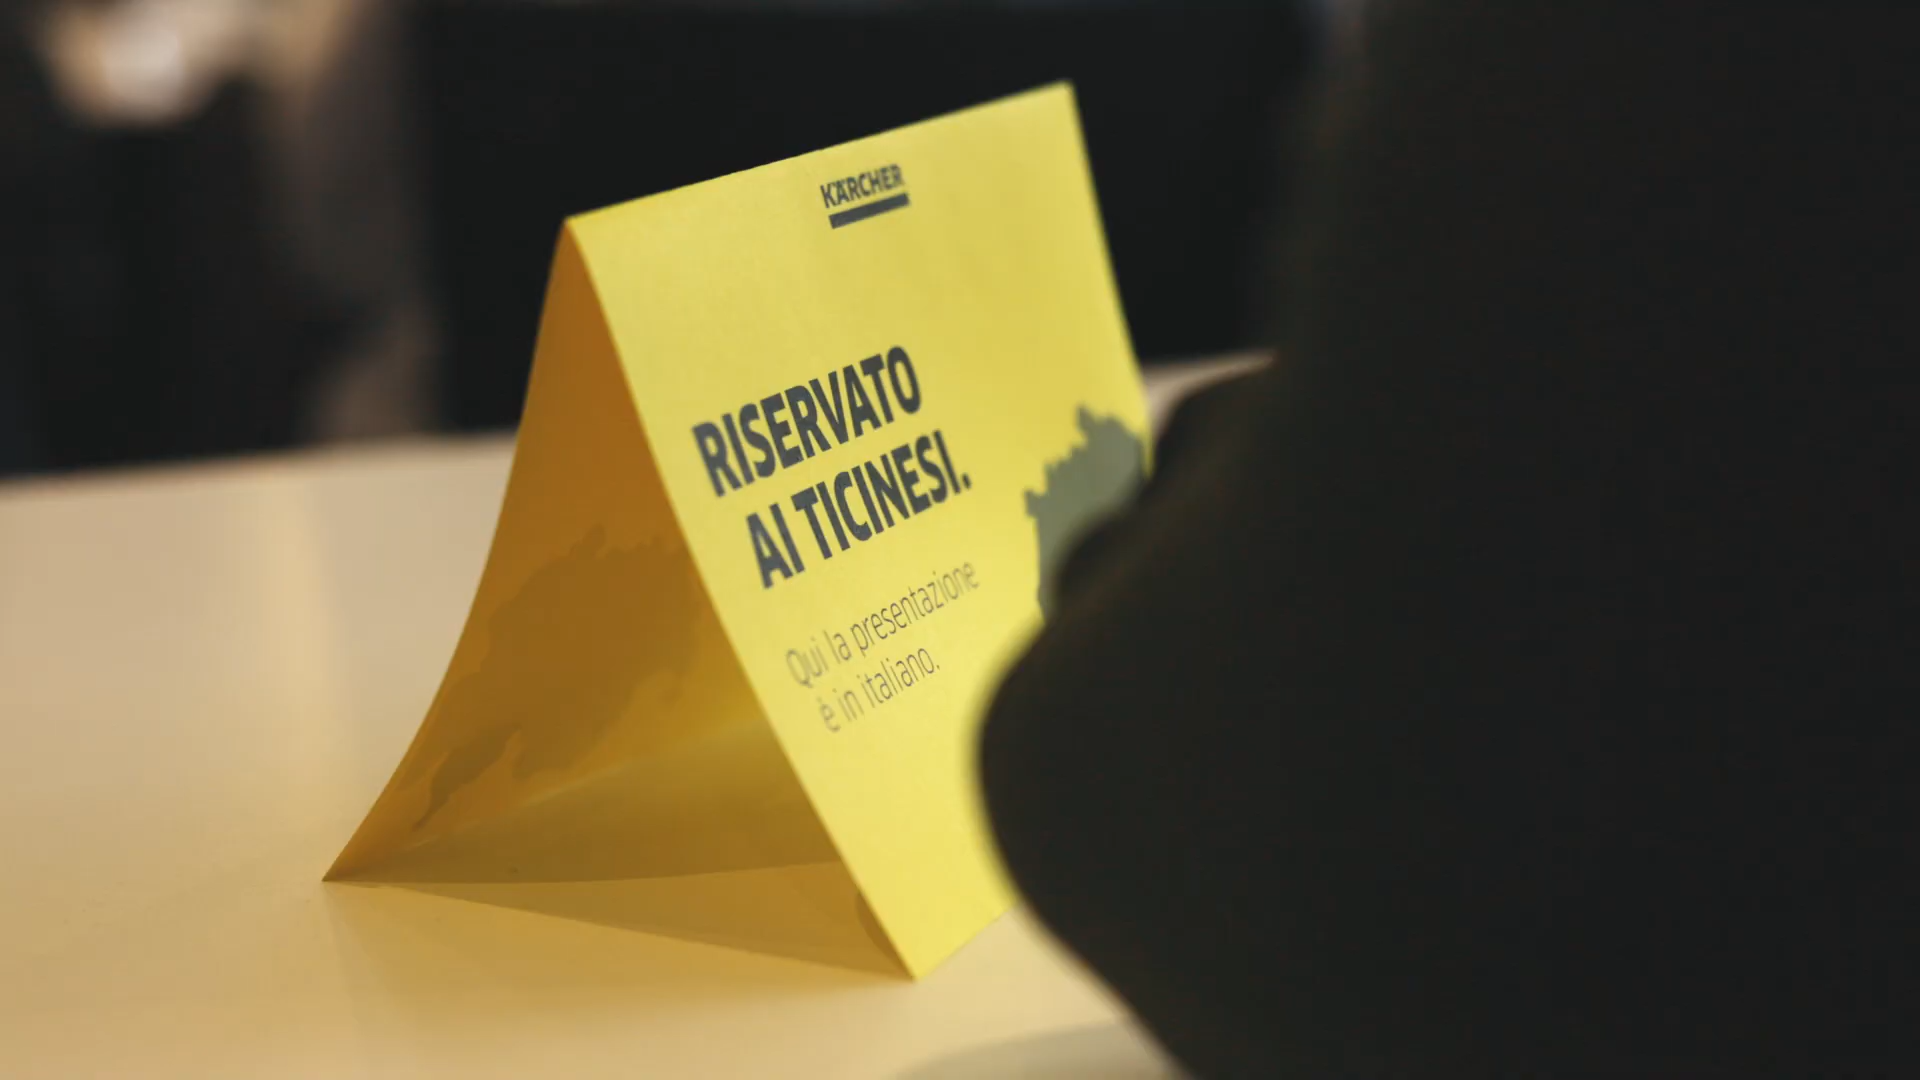 KÄRCHER
RISERVATO
AI TICINESI.
Qui la presentazione
è in italiano.